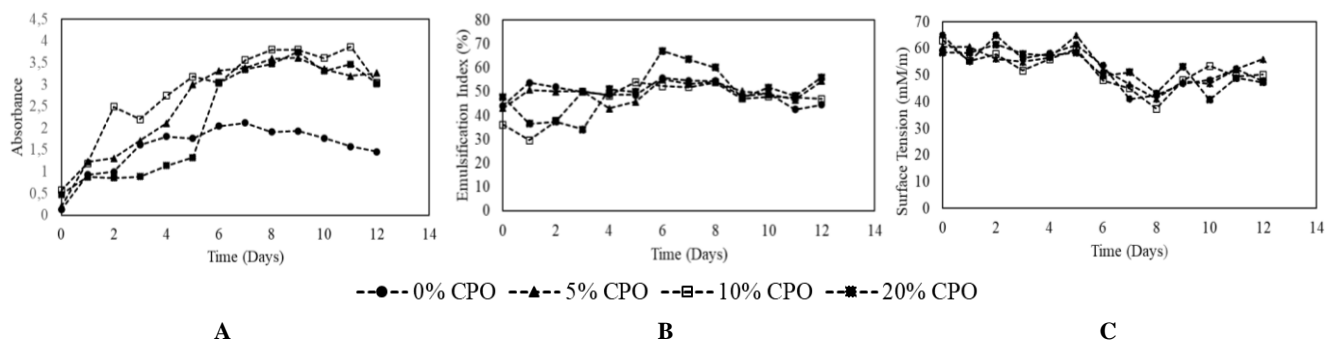 4,5
4
3,5
3
2,5
2
1,5
1
0,5
0
Absorbance
0 2 4 6 8 10 12 14
Time (Days)
80
70
60
50
40
30
20
10
0
Emulsification Index (%)
0 2 4 6 8 10 12 14
Time (Days)
70
60
50
40
30
20
10
0
Surface Tension (mM/m)
0 2 4 6 8 10 12 14
Time (Days)
0% CPO 5% CPO 10% CPO 20% CPO
A B C